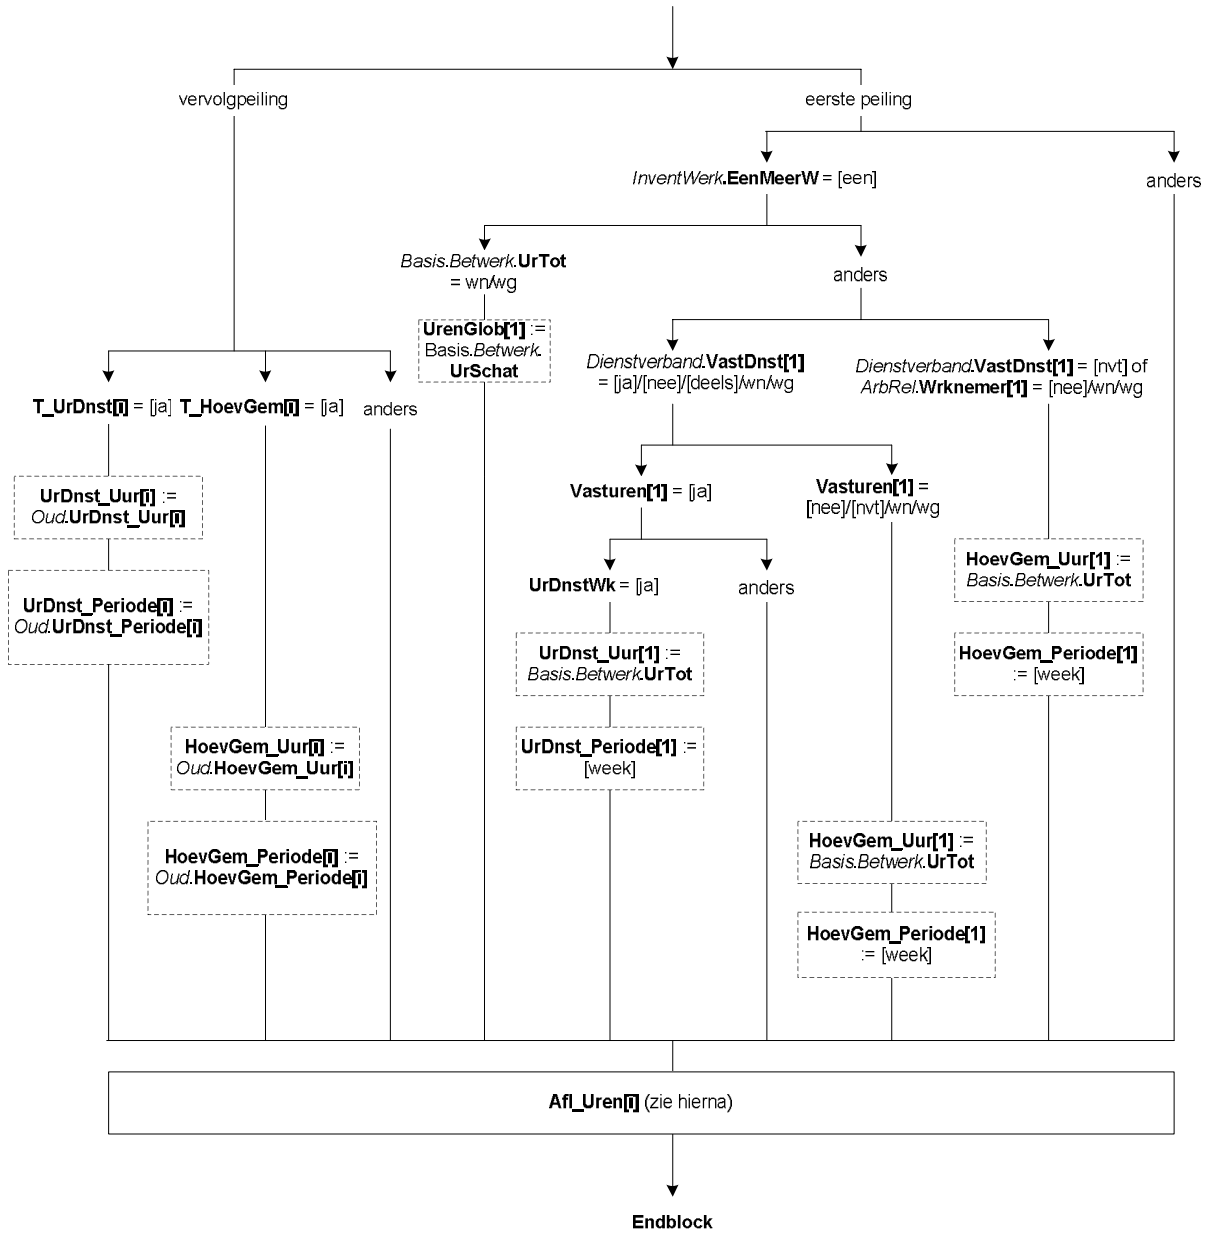 vervolgpeiling
eerste peiling
InventWerk.EenMeerW = [een]
anders
Basis.Betwerk.UrTot
= wn/wg
anders
UrenGlob[1] :=
Basis.Betwerk.
UrSchat
Dienstverband.VastDnst[1]
= [ja]/[nee]/[deels]/wn/wg
Dienstverband.VastDnst[1] = [nvt] of
ArbRel.Wrknemer[1] = [nee]/wn/wg
T_UrDnst[i] = [ja]
T_HoevGem[i] = [ja]
anders
UrDnst_Uur[i] :=
Oud.UrDnst_Uur[i]
UrDnst_Periode[i] :=
Oud.UrDnst_Periode[i]
HoevGem_Uur[i] :=
Oud.HoevGem_Uur[i]
HoevGem_Periode[i] :=
Oud.HoevGem_Periode[i]
Vasturen[1] = [ja]
Vasturen[1] =
[nee]/[nvt]/wn/wg
UrDnstWk = [ja]
anders
UrDnst_Uur[1] :=
Basis.Betwerk.UrTot
UrDnst_Periode[1] :=
[week]
HoevGem_Uur[1] :=
Basis.Betwerk.UrTot
HoevGem_Periode[1]
:= [week]
HoevGem_Uur[1] :=
Basis.Betwerk.UrTot
HoevGem_Periode[1]
:= [week]
Afl_Uren[i] (zie hierna)
Endblock